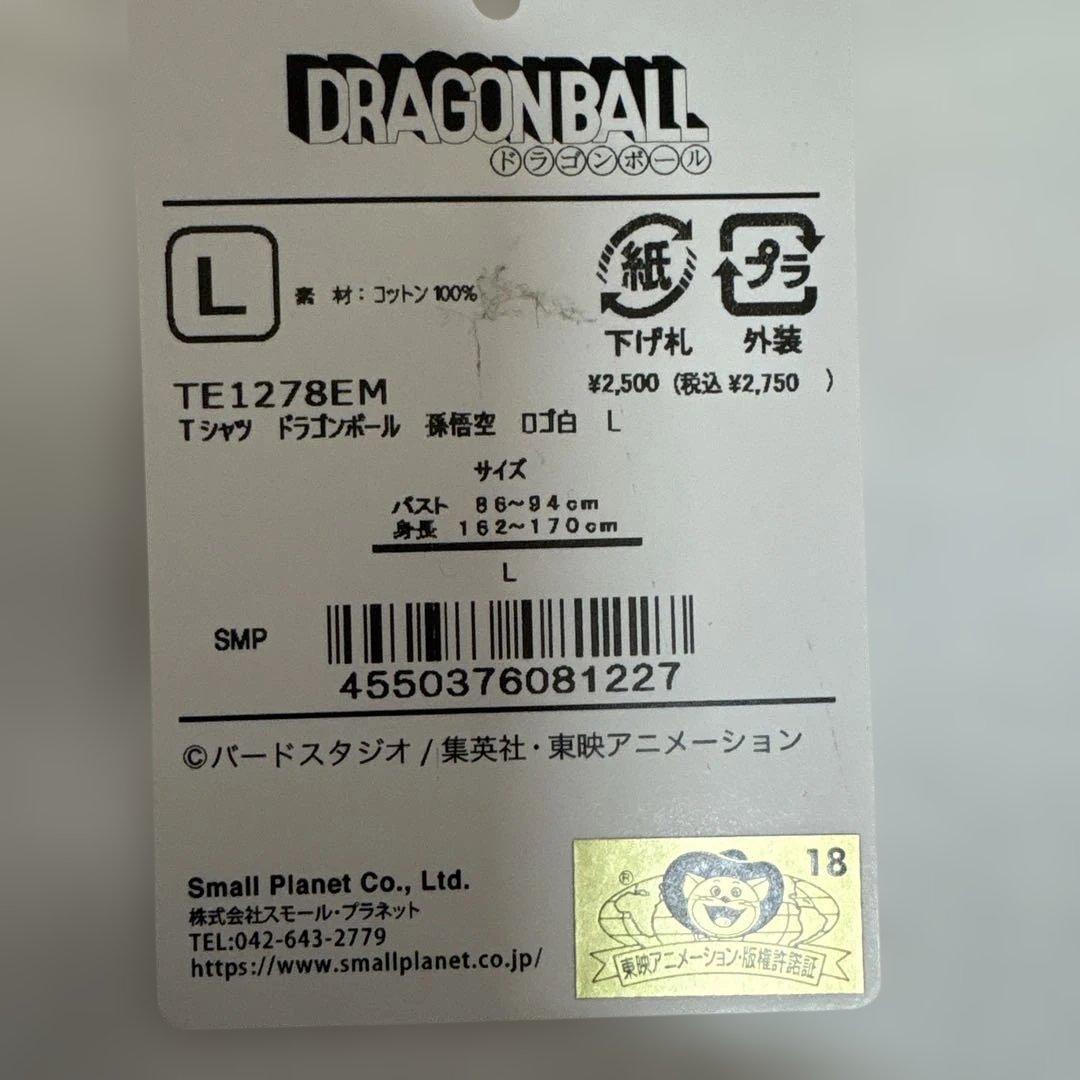 DRAGON BALL
ドラゴンボール
L
素 材：コットン100%
紙
下げ札
プラ
外装
TE1278EM
¥2,500 (税込 ¥2,750 )
Tシャツ ドラゴンボール 孫悟空 ロゴ白 L
サイズ
バスト 86～94cm
身長 162～170cm
L
SMP
4550376081227
©バードスタジオ / 集英社・東映アニメーション
Small Planet Co., Ltd.
株式会社スモール・プラネット
TEL:042-643-2779
https://www.smallplanet.co.jp/
18
®
東映アニメーション・版権許諾証